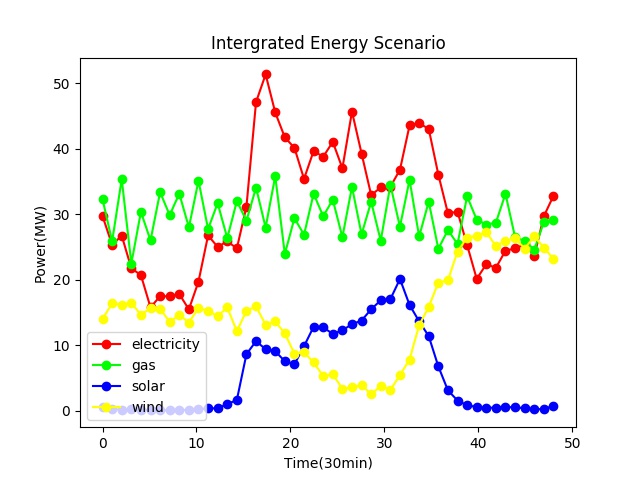 Intergrated Energy Scenario
Power(MW)
50
40
30
20
10
0
electricity
gas
solar
wind
0 10 20 30 40 50
Time(30min)